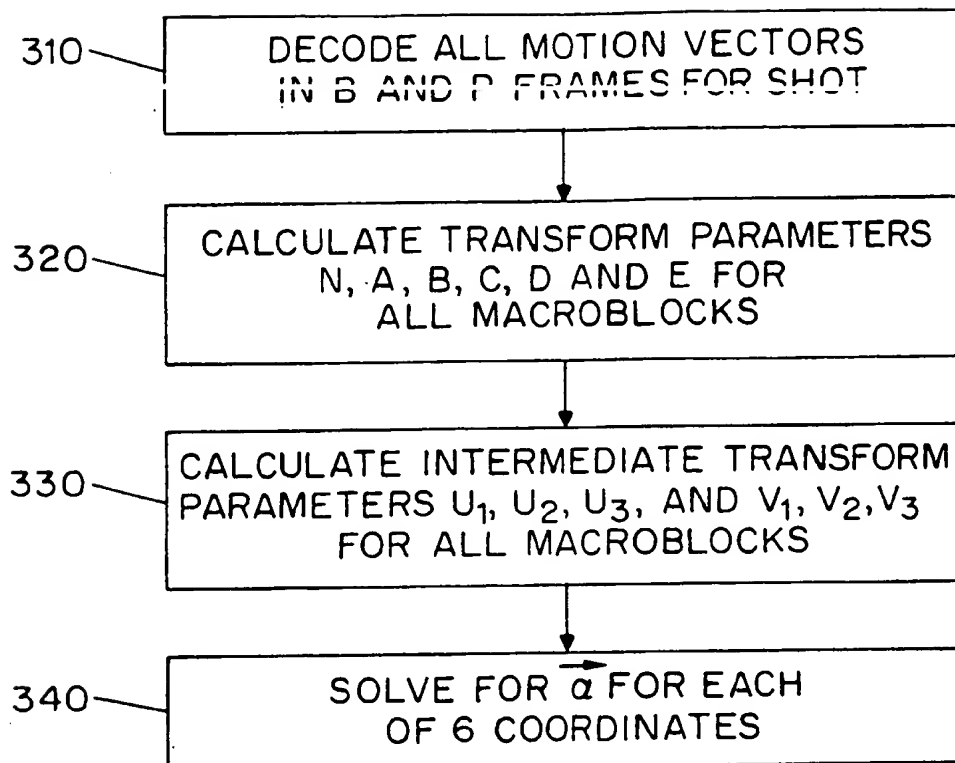 310
DECODE ALL MOTION VECTORS
IN B AND P FRAMES FOR SHOT
320
CALCULATE TRANSFORM PARAMETERS
N, A, B, C, D AND E FOR
ALL MACROBLOCKS
330
CALCULATE INTERMEDIATE TRANSFORM
PARAMETERS U₁, U₂, U₃, AND V₁, V₂, V₃
FOR ALL MACROBLOCKS
340
SOLVE FOR α⃗ FOR EACH
OF 6 COORDINATES